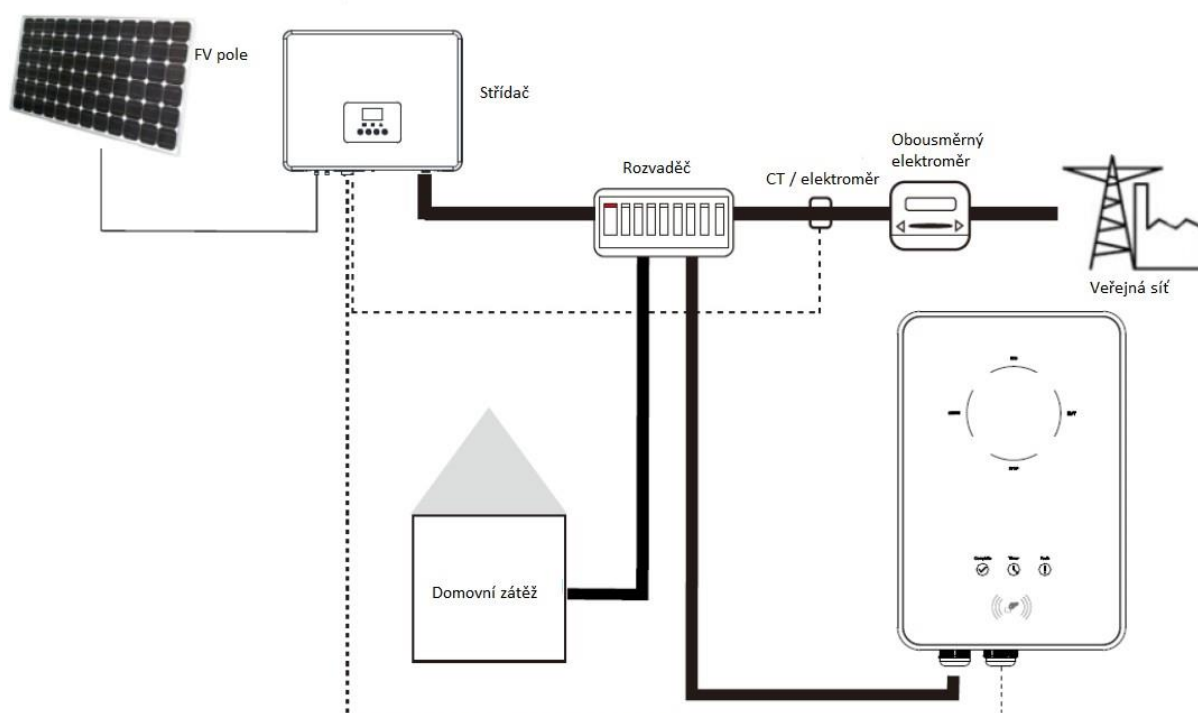 FV pole
Střídač
Rozvaděč
CT / elektroměr
Obousměrný
elektroměr
Veřejná síť
Domovní zátěž